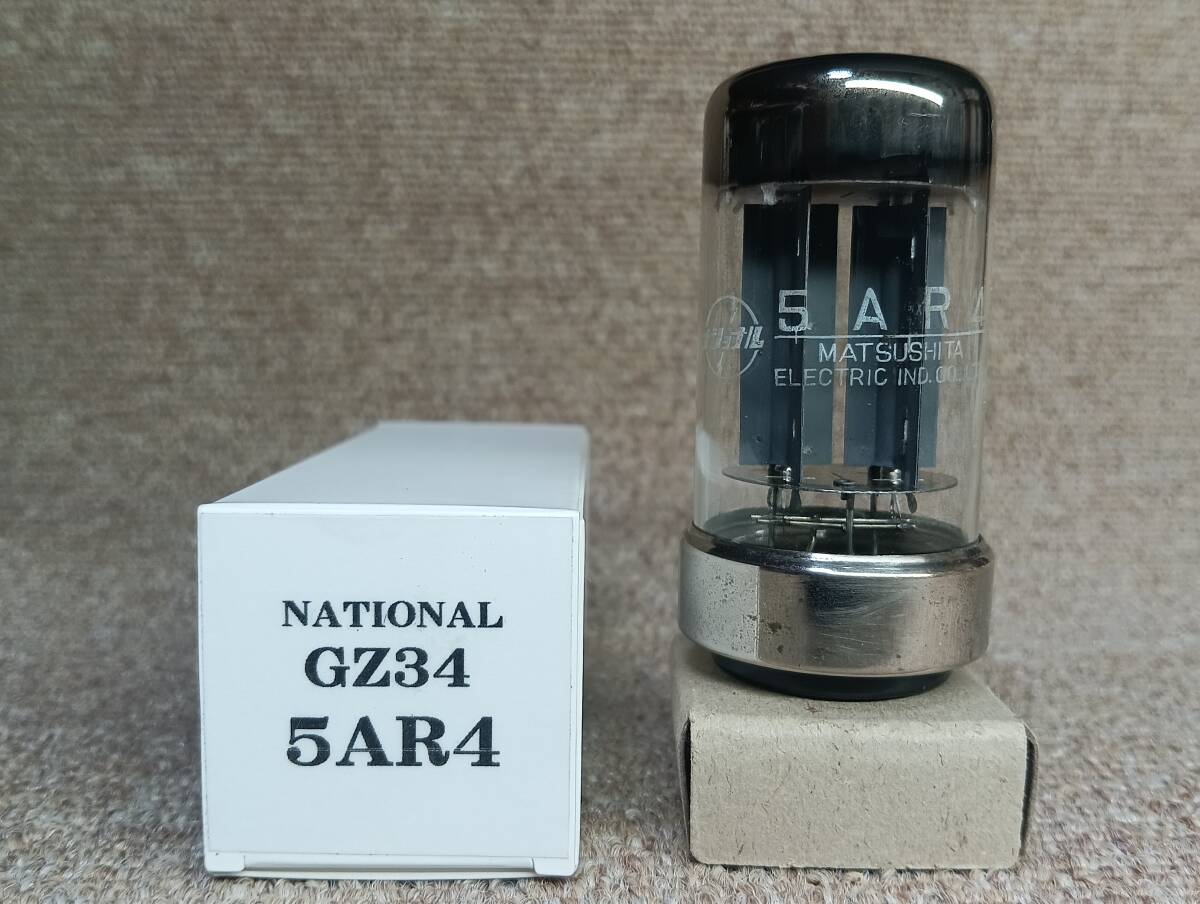 NATIONAL
GZ34
5AR4
ナショナル
5AR4
MATSUSHITA
ELECTRIC IND. CO.